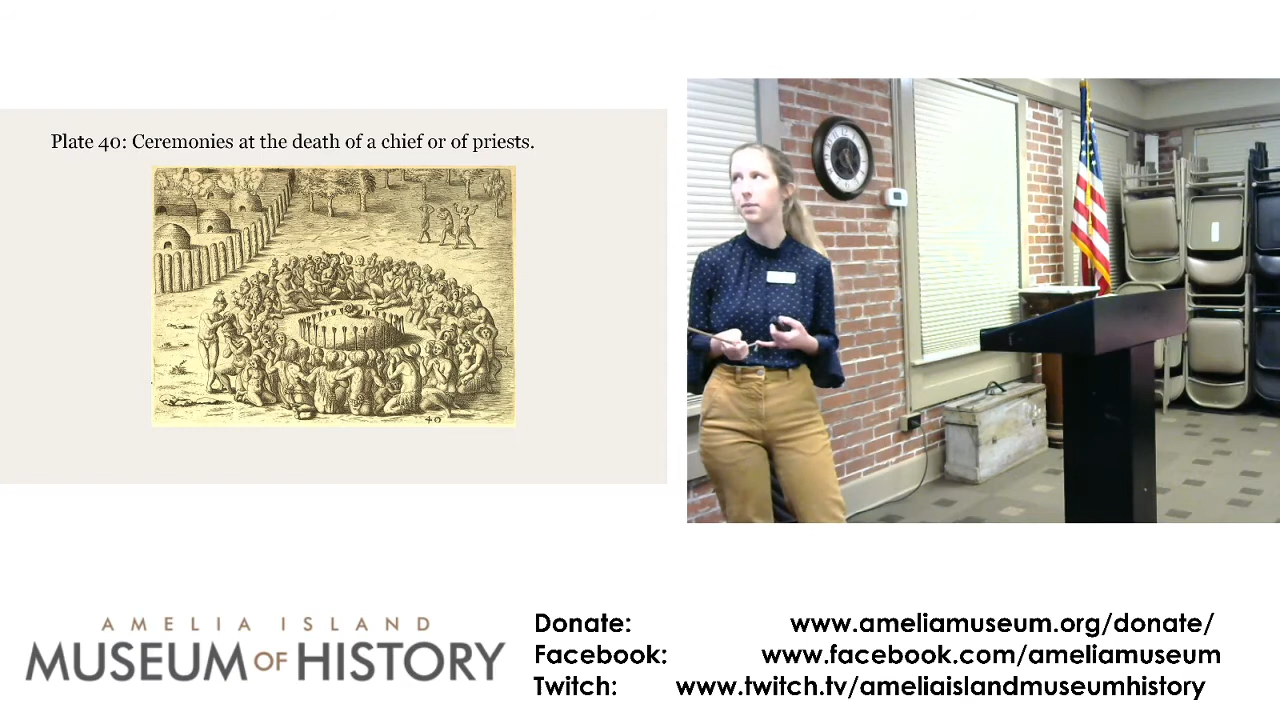 Plate 40: Ceremonies at the death of a chief or of priests.
40
AMELIA ISLAND
MUSEUM OF HISTORY
Donate: www.ameliamuseum.org/donate/
Facebook: www.facebook.com/ameliamuseum
Twitch: www.twitch.tv/ameliaislandmuseumhistory